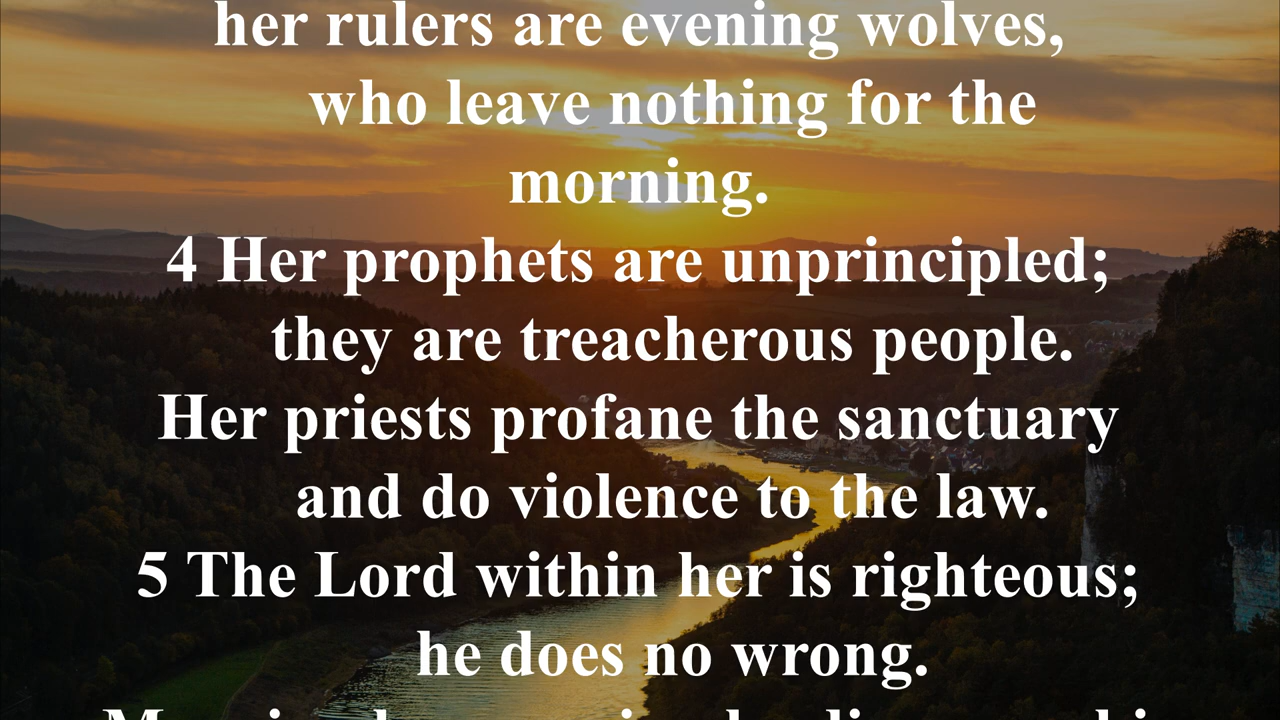 her rulers are evening wolves,
who leave nothing for the
morning.
4 Her prophets are unprincipled;
they are treacherous people.
Her priests profane the sanctuary
and do violence to the law.
5 The Lord within her is righteous;
he does no wrong.